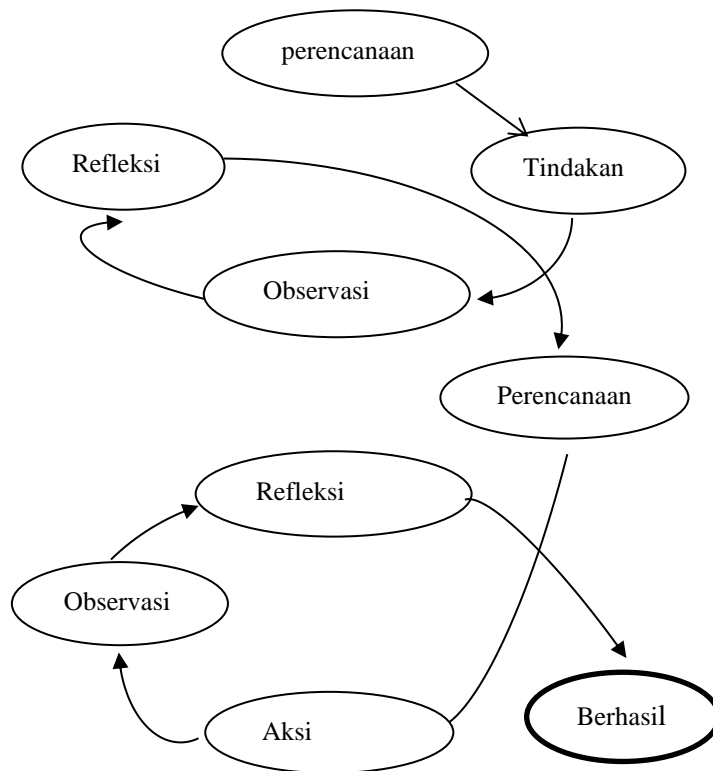 perencanaan
Refleksi
Tindakan
Observasi
Perencanaan
Refleksi
Observasi
Aksi
Berhasil